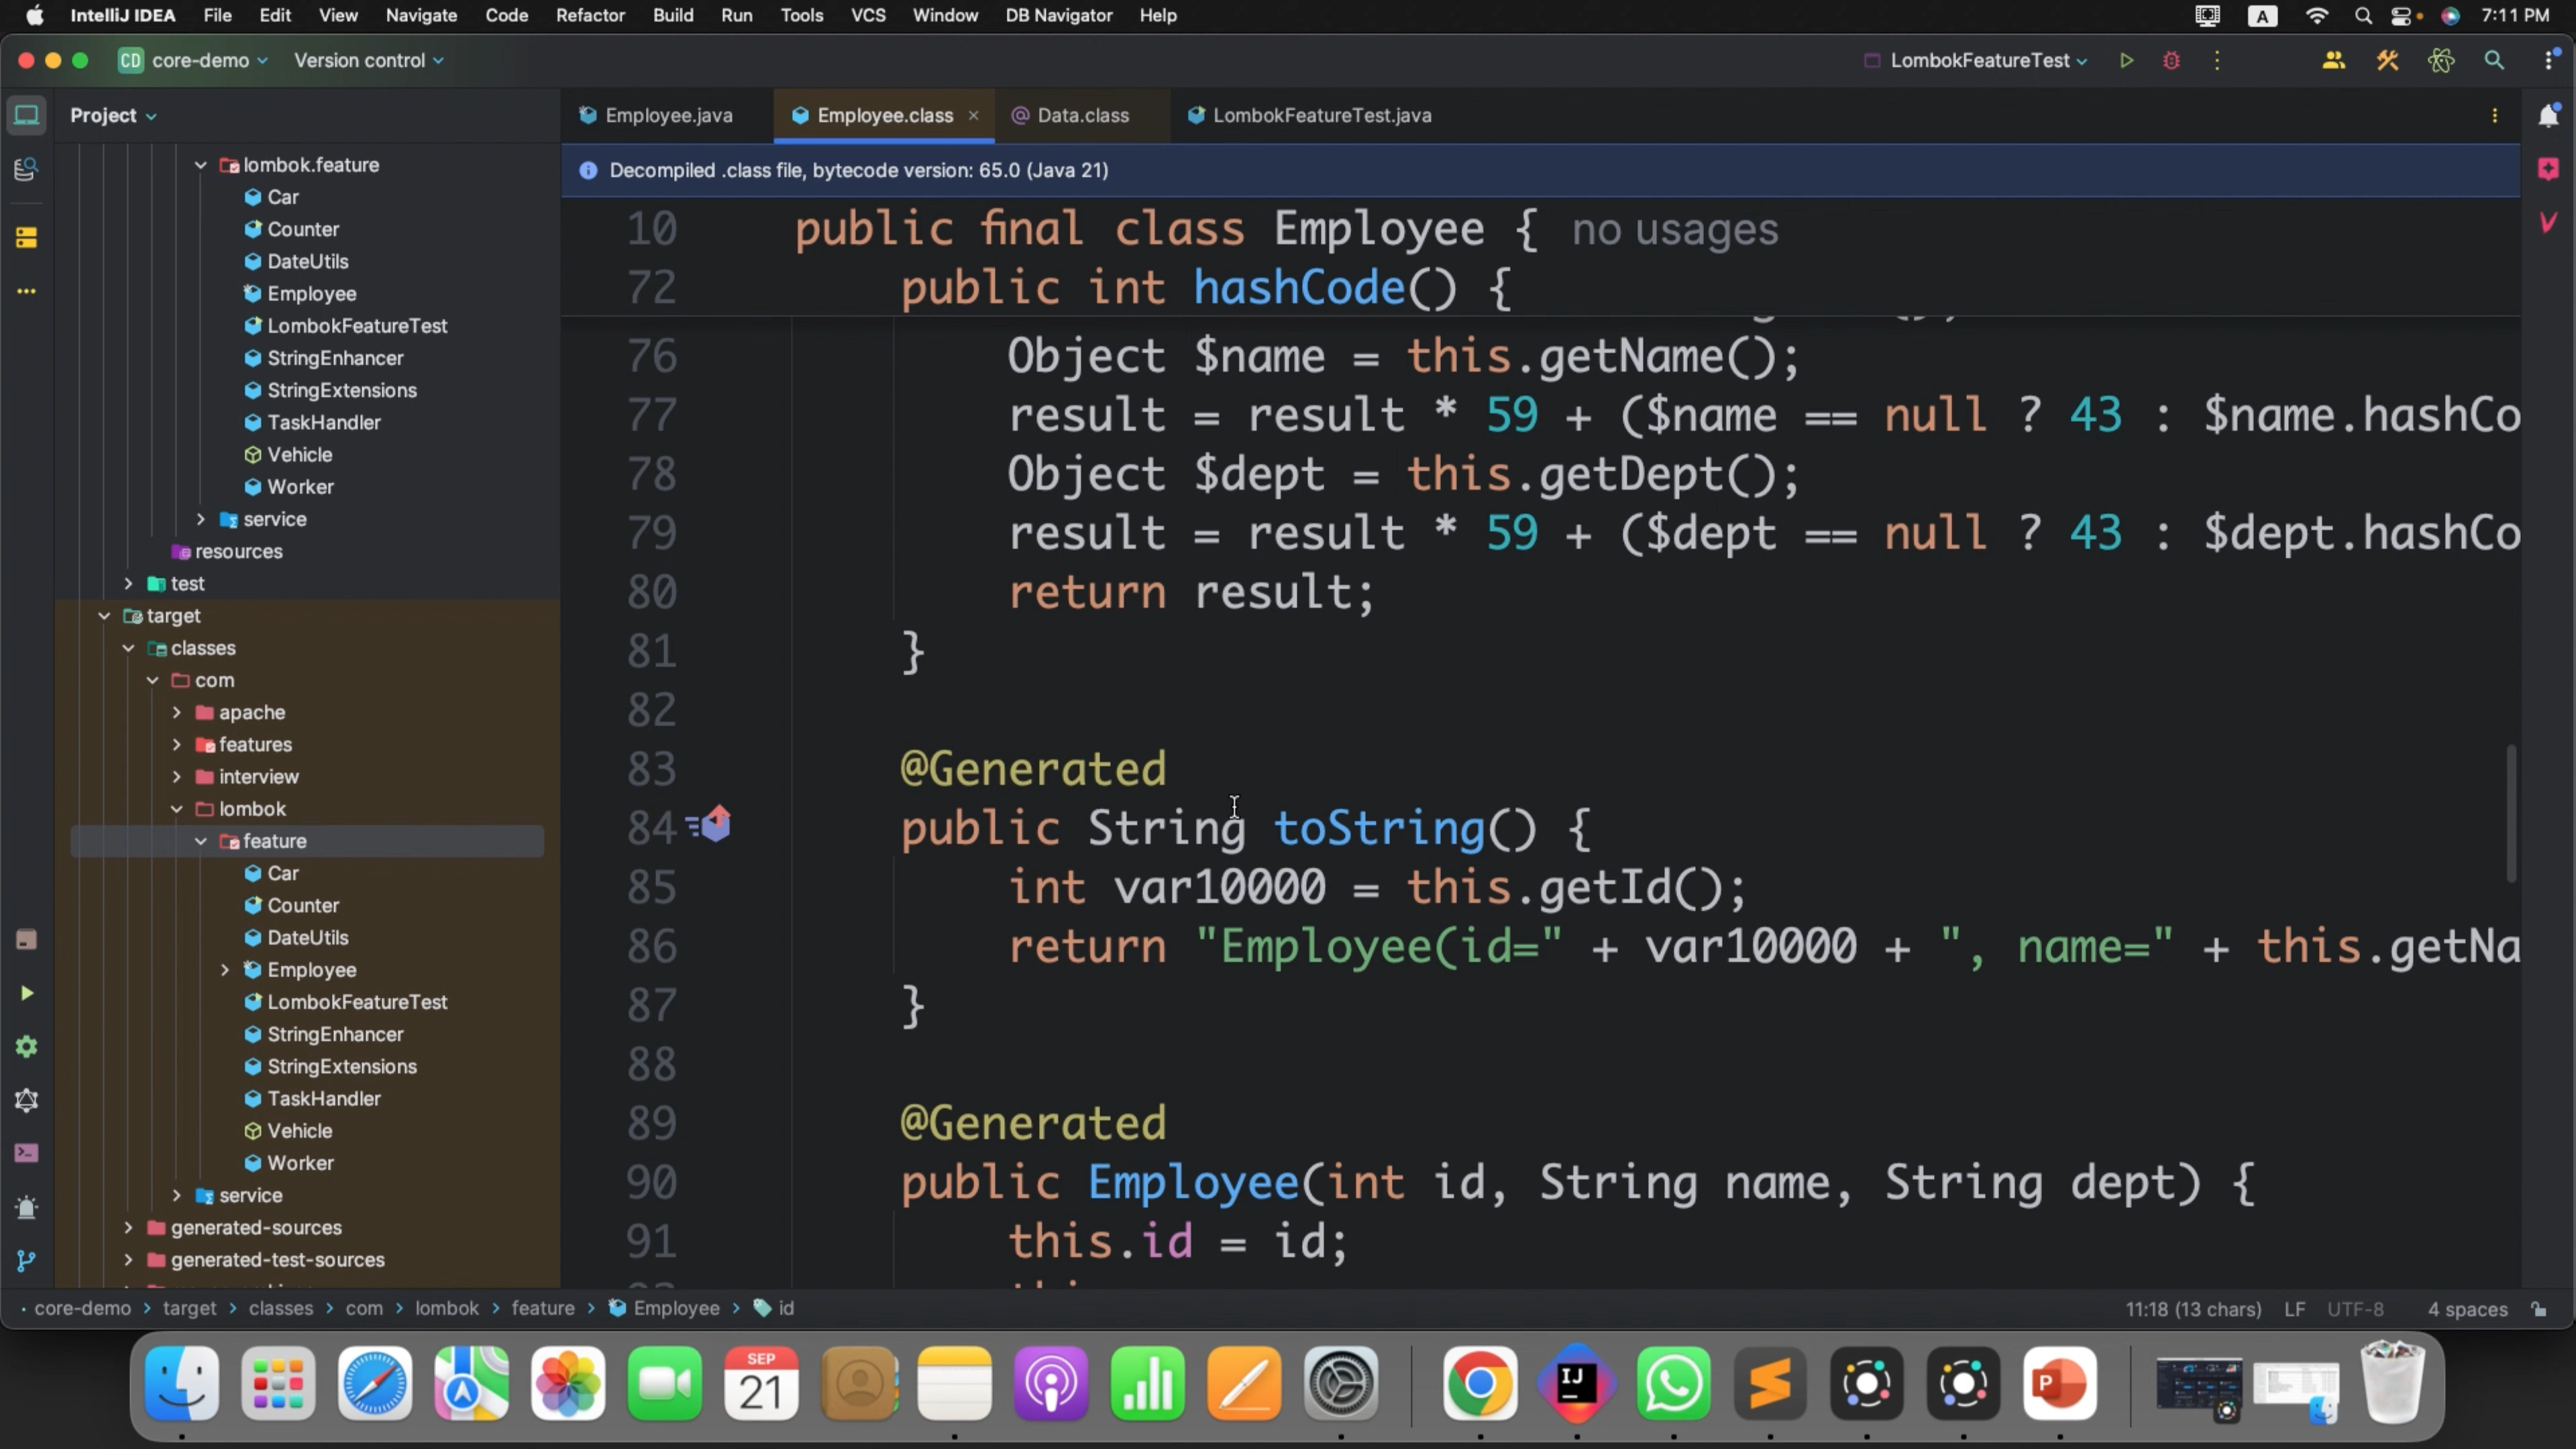 IntelliJ IDEA File Edit View Navigate Code Refactor Build Run Tools VCS Window DB Navigator Help A 7:11 PM
CD core-demo Version control LombokFeatureTest
Project
Employee.java Employee.class × Data.class LombokFeatureTest.java
Decompiled .class file, bytecode version: 65.0 (Java 21)
lombok.feature
Car
Counter
DateUtils
Employee
LombokFeatureTest
StringEnhancer
StringExtensions
TaskHandler
Vehicle
Worker
service
resources
test
target
classes
com
apache
features
interview
lombok
feature
Car
Counter
DateUtils
Employee
LombokFeatureTest
StringEnhancer
StringExtensions
TaskHandler
Vehicle
Worker
service
generated-sources
generated-test-sources
10 public final class Employee { no usages
72 public int hashCode() {
76 Object $name = this.getName();
77 result = result * 59 + ($name == null ? 43 : $name.hashCo
78 Object $dept = this.getDept();
79 result = result * 59 + ($dept == null ? 43 : $dept.hashCo
80 return result;
81 }
82
83 @Generated
84 public String toString() {
85 int var10000 = this.getId();
86 return "Employee(id=" + var10000 + ", name=" + this.getNa
87 }
88
89 @Generated
90 public Employee(int id, String name, String dept) {
91 this.id = id;
core-demo > target > classes > com > lombok > feature > Employee > id 11:18 (13 chars) LF UTF-8 4 spaces
SEP
21
IJ
P